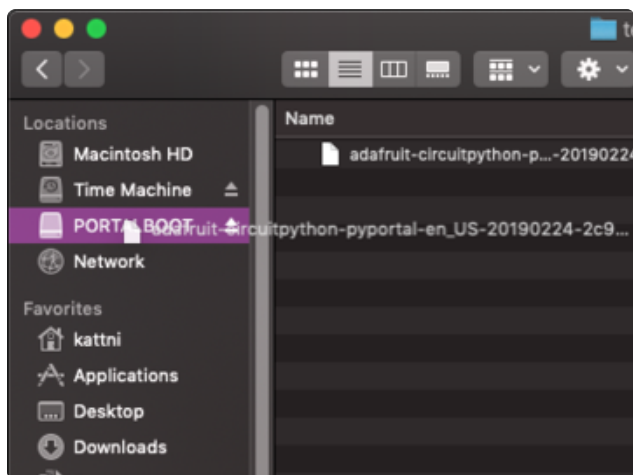 te
Locations
Name
Macintosh HD
adafruit-circuitpython-p...-20190224
Time Machine
PORTALBOOT
adafruit-circuitpython-pyportal-en_US-20190224-2c9...
Network
Favorites
kattni
Applications
Desktop
Downloads